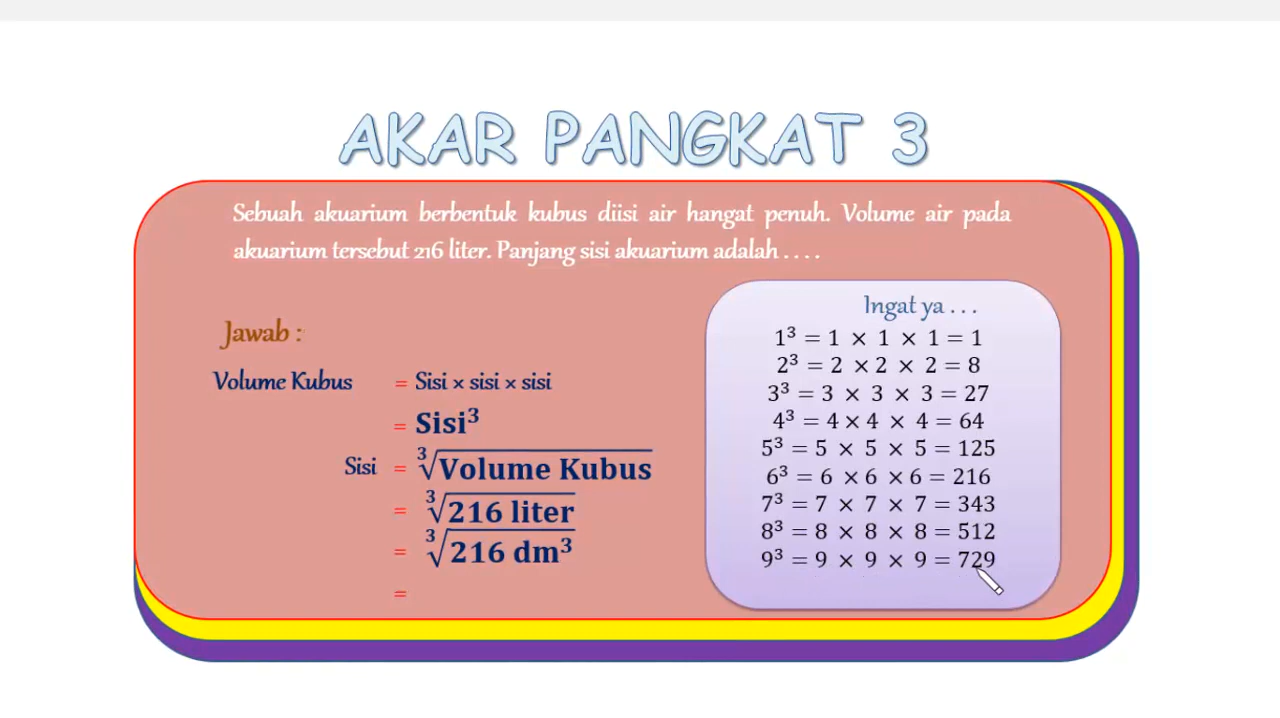 AKAR PANGKAT 3
Sebuah akuarium berbentuk kubus diisi air hangat penuh. Volume air pada
akuarium tersebut 216 liter. Panjang sisi akuarium adalah . . . .
Jawab :
Volume Kubus = Sisi × sisi × sisi
= Sisi³
Sisi = ∛Volume Kubus
= ∛216 liter
= ∛216 dm³
=
Ingat ya . . .
1³ = 1 × 1 × 1 = 1
2³ = 2 × 2 × 2 = 8
3³ = 3 × 3 × 3 = 27
4³ = 4 × 4 × 4 = 64
5³ = 5 × 5 × 5 = 125
6³ = 6 × 6 × 6 = 216
7³ = 7 × 7 × 7 = 343
8³ = 8 × 8 × 8 = 512
9³ = 9 × 9 × 9 = 729